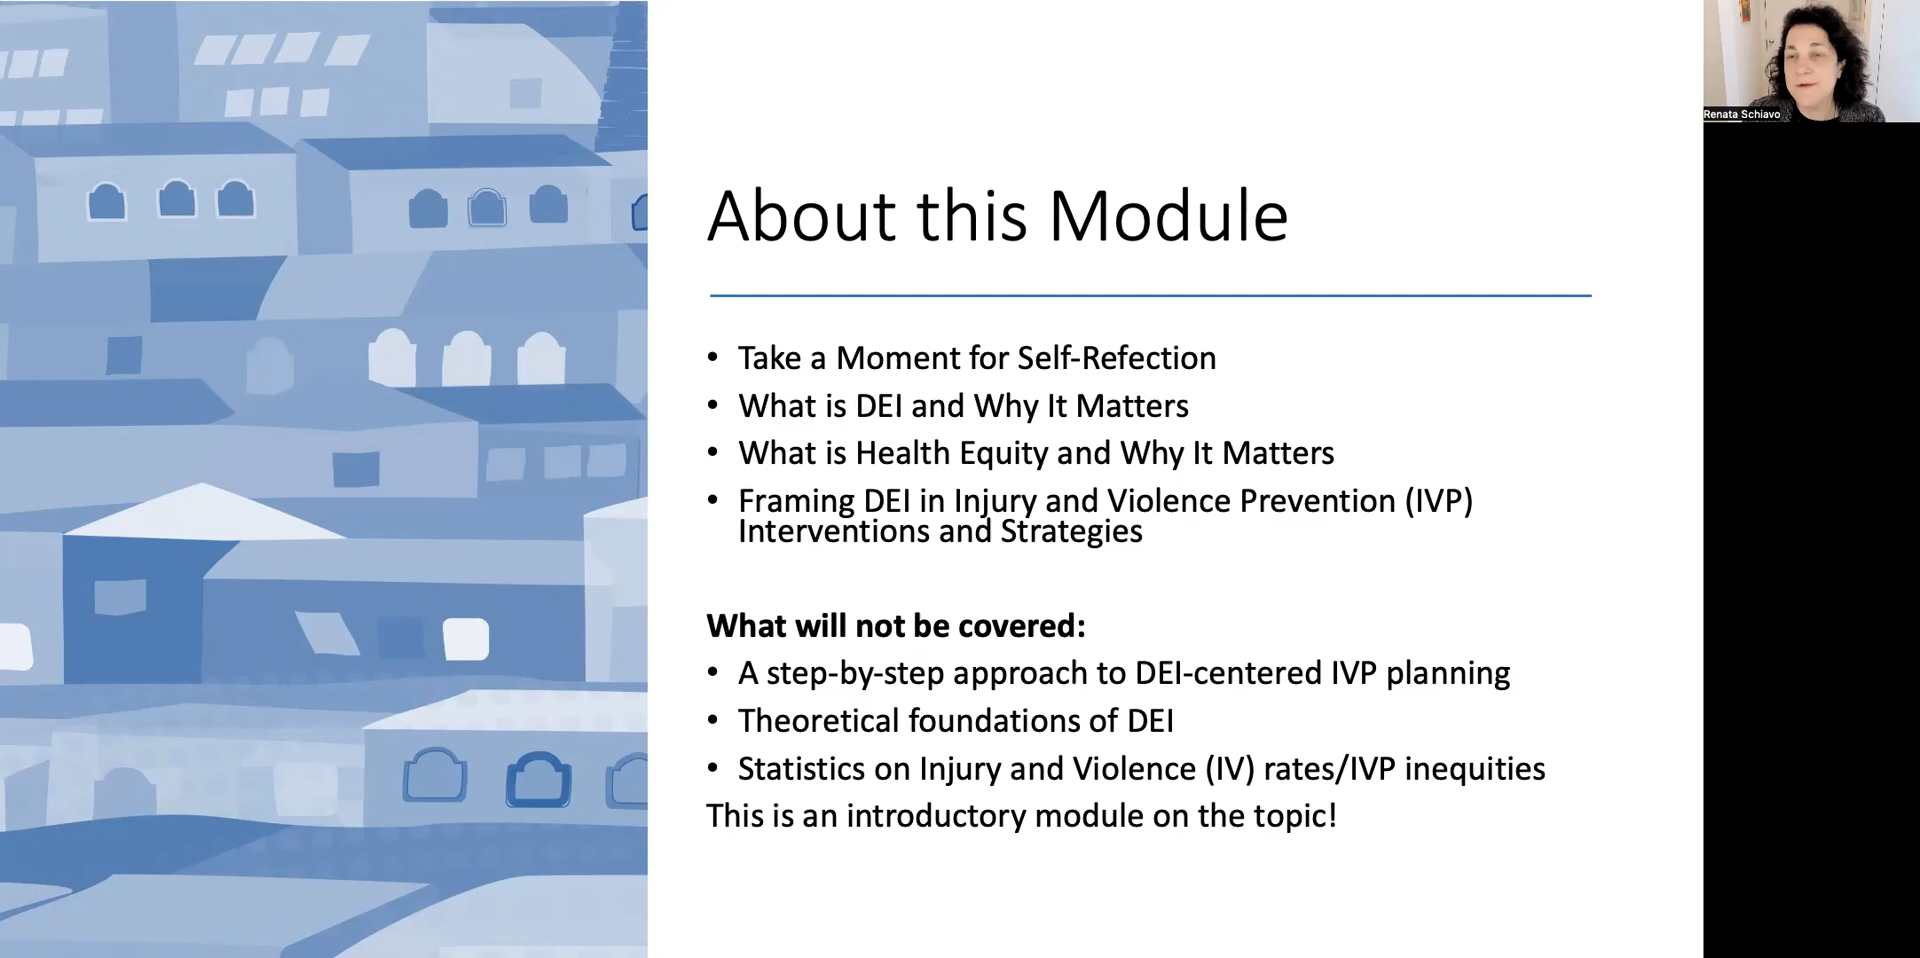 Renata Schiavo
About this Module
• Take a Moment for Self-Refection
• What is DEI and Why It Matters
• What is Health Equity and Why It Matters
• Framing DEI in Injury and Violence Prevention (IVP)
Interventions and Strategies
What will not be covered:
• A step-by-step approach to DEI-centered IVP planning
• Theoretical foundations of DEI
• Statistics on Injury and Violence (IV) rates/IVP inequities
This is an introductory module on the topic!